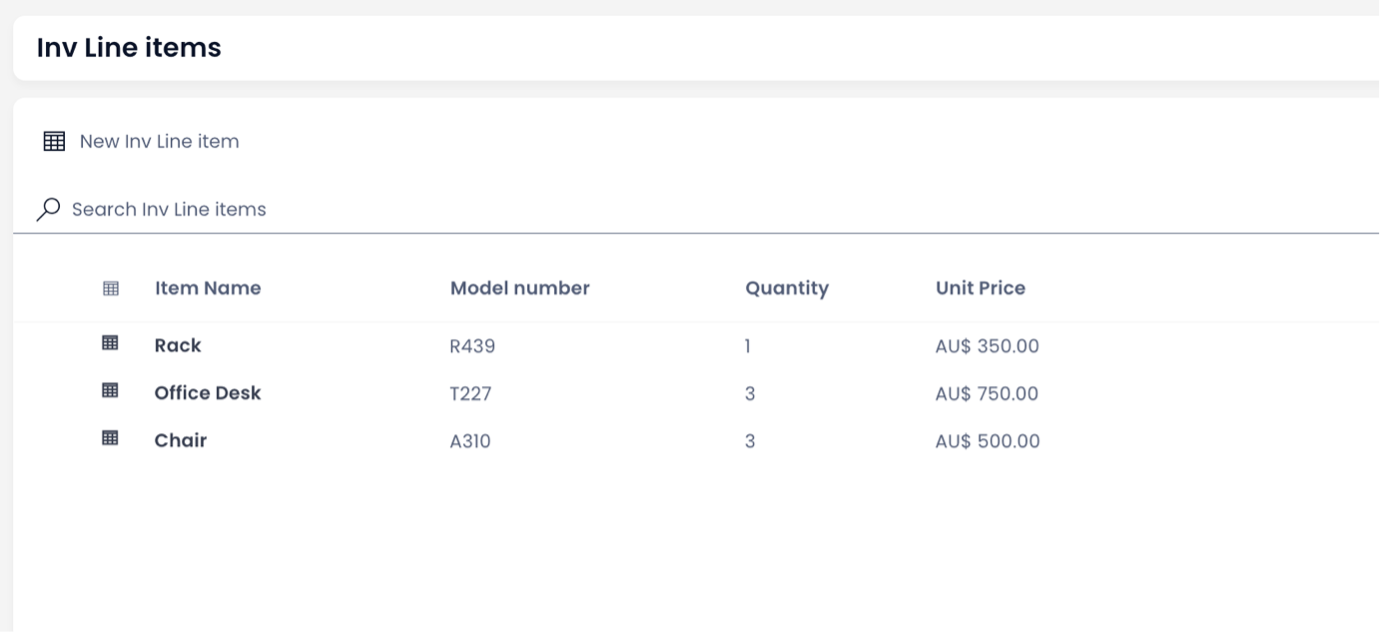 Inv Line items
New Inv Line item
Search Inv Line items
Item Name Model number Quantity Unit Price
Rack R439 1 AU$ 350.00
Office Desk T227 3 AU$ 750.00
Chair A310 3 AU$ 500.00